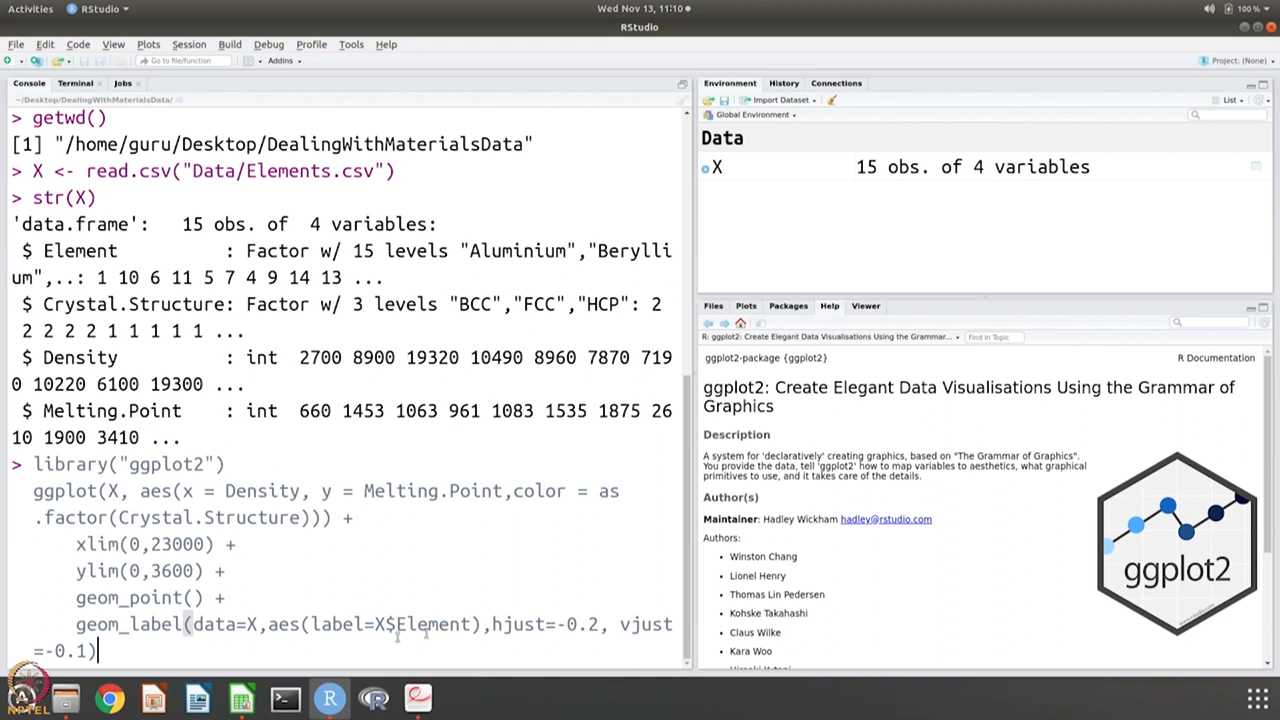 Activities RStudio Wed Nov 13, 11:10 100 %
RStudio
File Edit Code View Plots Session Build Debug Profile Tools Help
Go to file/function Addins Project: (None)
Console Terminal Jobs
~/Desktop/DealingWithMaterialsData/
> getwd()
[1] "/home/guru/Desktop/DealingWithMaterialsData"
> X <- read.csv("Data/Elements.csv")
> str(X)
'data.frame': 15 obs. of 4 variables:
$ Element : Factor w/ 15 levels "Aluminium","Berylli
um",..: 1 10 6 11 5 7 4 9 14 13 ...
$ Crystal.Structure: Factor w/ 3 levels "BCC","FCC","HCP": 2
2 2 2 2 1 1 1 1 1 ...
$ Density : int 2700 8900 19320 10490 8960 7870 719
0 10220 6100 19300 ...
$ Melting.Point : int 660 1453 1063 961 1083 1535 1875 26
10 1900 3410 ...
> library("ggplot2")
ggplot(X, aes(x = Density, y = Melting.Point,color = as
.factor(Crystal.Structure))) +
xlim(0,23000) +
ylim(0,3600) +
geom_point() +
geom_label(data=X,aes(label=X$Element),hjust=-0.2, vjust
=-0.1)
Environment History Connections
Import Dataset List
Global Environment
Data
X 15 obs. of 4 variables
Files Plots Packages Help Viewer
R: ggplot2: Create Elegant Data Visualisations Using the Grammar... Find in Topic
ggplot2-package {ggplot2} R Documentation
ggplot2: Create Elegant Data Visualisations Using the Grammar of
Graphics
Description
A system for 'declaratively' creating graphics, based on "The Grammar of Graphics".
You provide the data, tell 'ggplot2' how to map variables to aesthetics, what graphical
primitives to use, and it takes care of the details.
Author(s)
Maintainer: Hadley Wickham hadley@rstudio.com
Authors:
Winston Chang
Lionel Henry
Thomas Lin Pedersen
Kohske Takahashi
Claus Wilke
Kara Woo
ggplot2
NPTEL